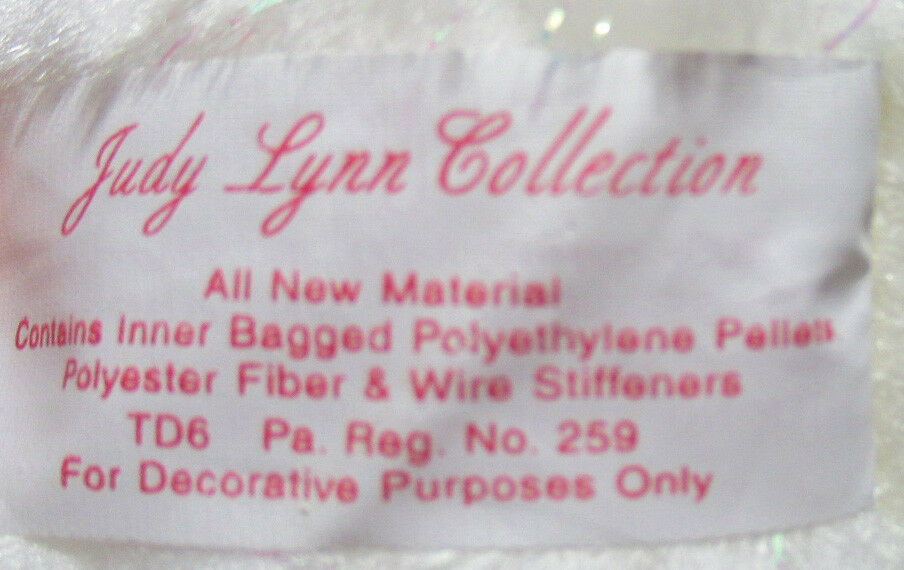 Judy Lynn Collection
All New Material
Contains Inner Bagged Polyethylene Pellets
Polyester Fiber & Wire Stiffeners
TD6 Pa. Reg. No. 259
For Decorative Purposes Only